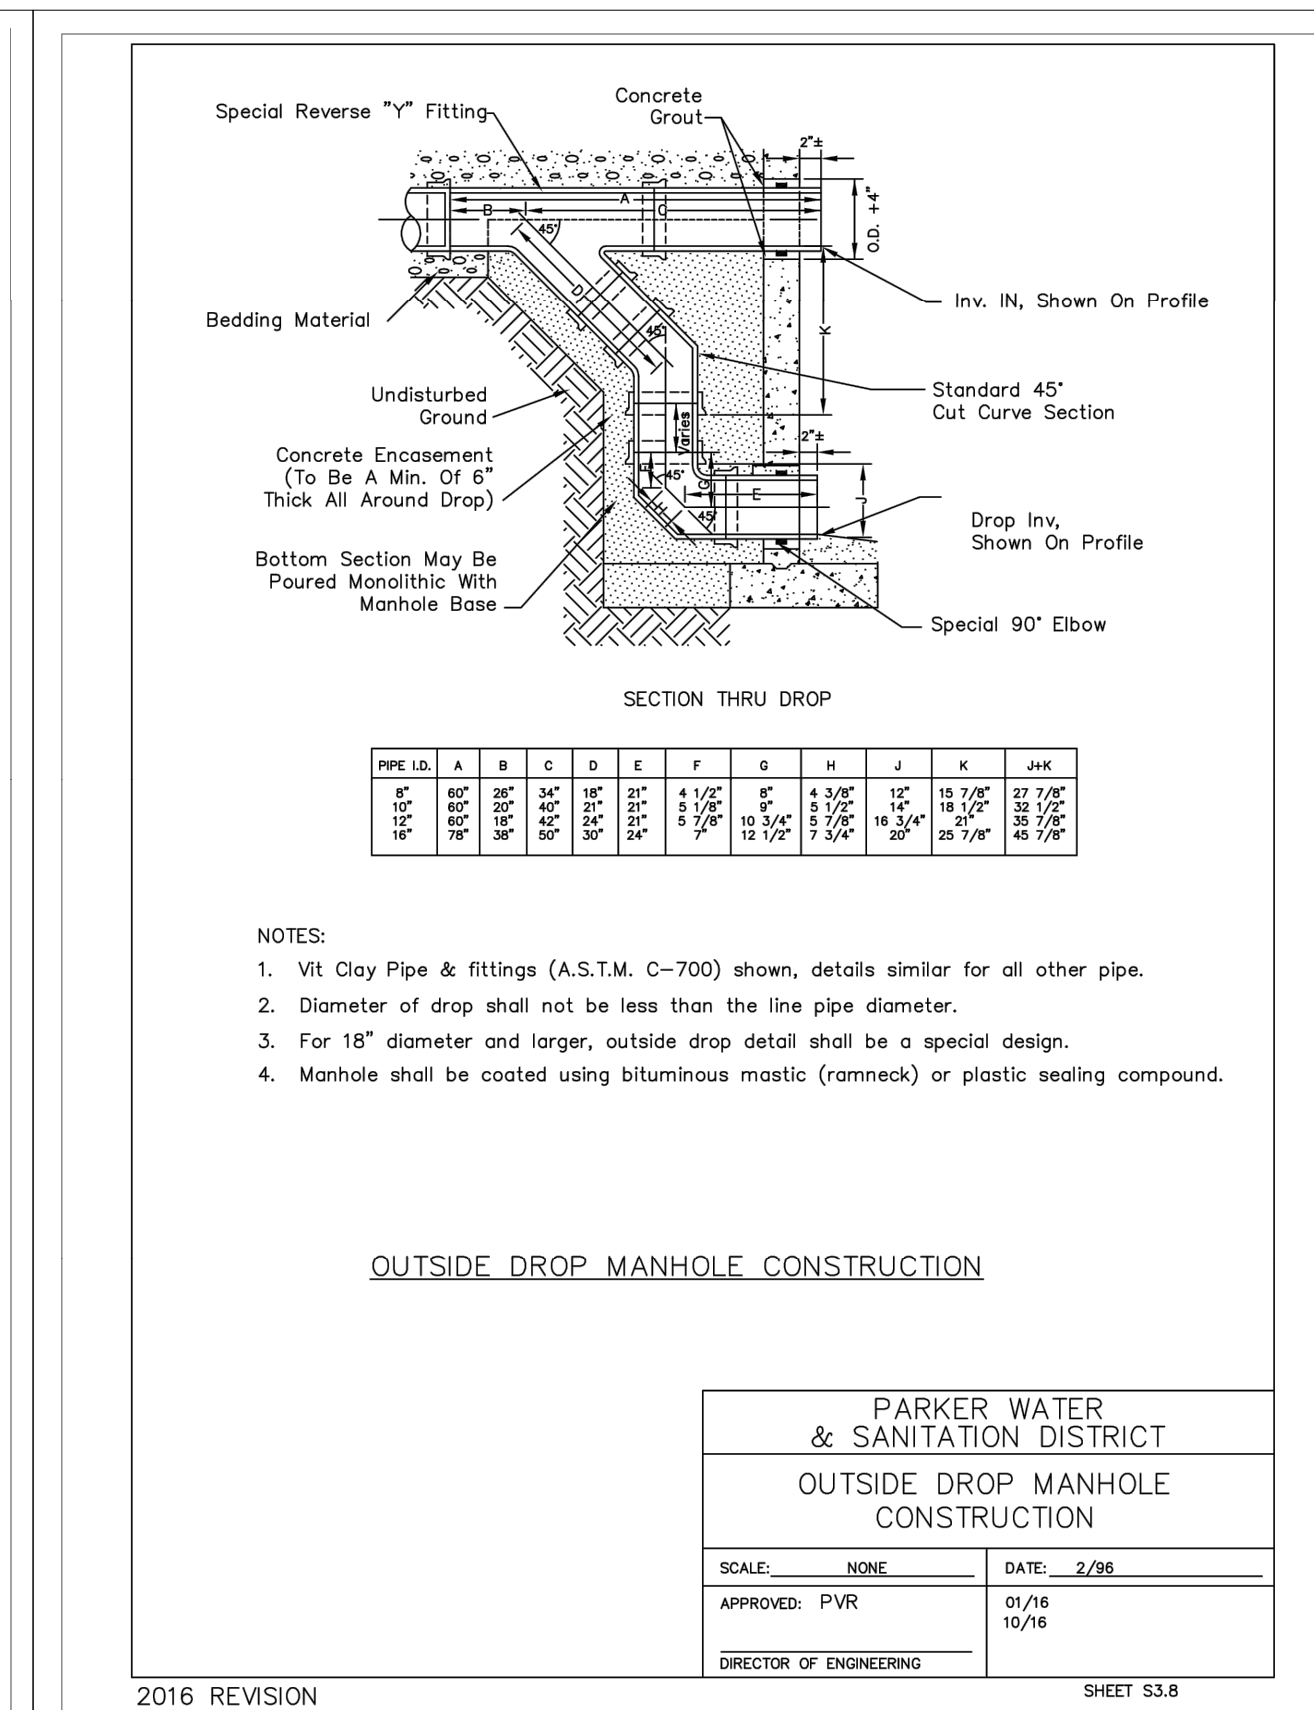 Special Reverse "Y" Fitting
Concrete
Grout
2"±
A
B
C
O.D. +4"
45°
D
Inv. IN, Shown On Profile
Bedding Material
K
45°
Undisturbed
Ground
Standard 45°
Cut Curve Section
Varies
2"±
Concrete Encasement
(To Be A Min. Of 6"
Thick All Around Drop)
F
45°
G
E
J
H
45°
Drop Inv,
Shown On Profile
Bottom Section May Be
Poured Monolithic With
Manhole Base
Special 90° Elbow
SECTION THRU DROP
PIPE I.D. A B C D E F G H J K J+K
8" 60" 26" 34" 18" 21" 4 1/2" 8" 4 3/8" 12" 15 7/8" 27 7/8"
10" 60" 20" 40" 21" 21" 5 1/8" 9" 5 1/2" 14" 18 1/2" 32 1/2"
12" 60" 18" 42" 24" 21" 5 7/8" 10 3/4" 5 7/8" 16 3/4" 21" 35 7/8"
16" 78" 38" 50" 30" 24" 7" 12 1/2" 7 3/4" 20" 25 7/8" 45 7/8"
NOTES:
1. Vit Clay Pipe & fittings (A.S.T.M. C-700) shown, details similar for all other pipe.
2. Diameter of drop shall not be less than the line pipe diameter.
3. For 18" diameter and larger, outside drop detail shall be a special design.
4. Manhole shall be coated using bituminous mastic (ramneck) or plastic sealing compound.
OUTSIDE DROP MANHOLE CONSTRUCTION
PARKER WATER
& SANITATION DISTRICT
OUTSIDE DROP MANHOLE
CONSTRUCTION
SCALE: NONE
DATE: 2/96
APPROVED: PVR
01/16
10/16
DIRECTOR OF ENGINEERING
2016 REVISION
SHEET S3.8